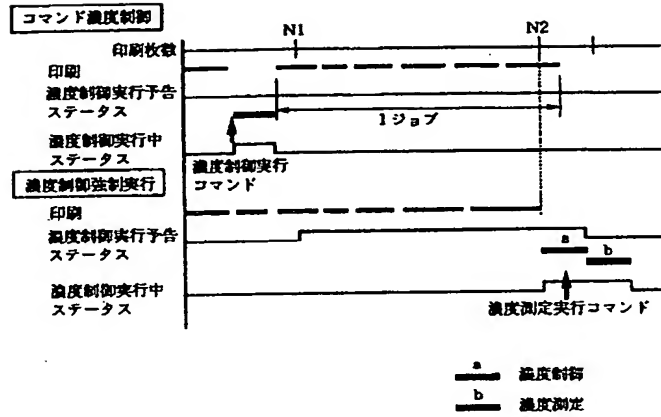 コマンド濃度制御
N1 N2
印刷枚数
印刷
濃度制御実行予告
ステータス
1ジョブ
濃度制御実行中
ステータス
濃度制御実行
コマンド
濃度制御強制実行
印刷
濃度制御実行予告
ステータス
a
b
濃度制御実行中
ステータス
濃度測定実行コマンド
a 濃度制御
b 濃度測定